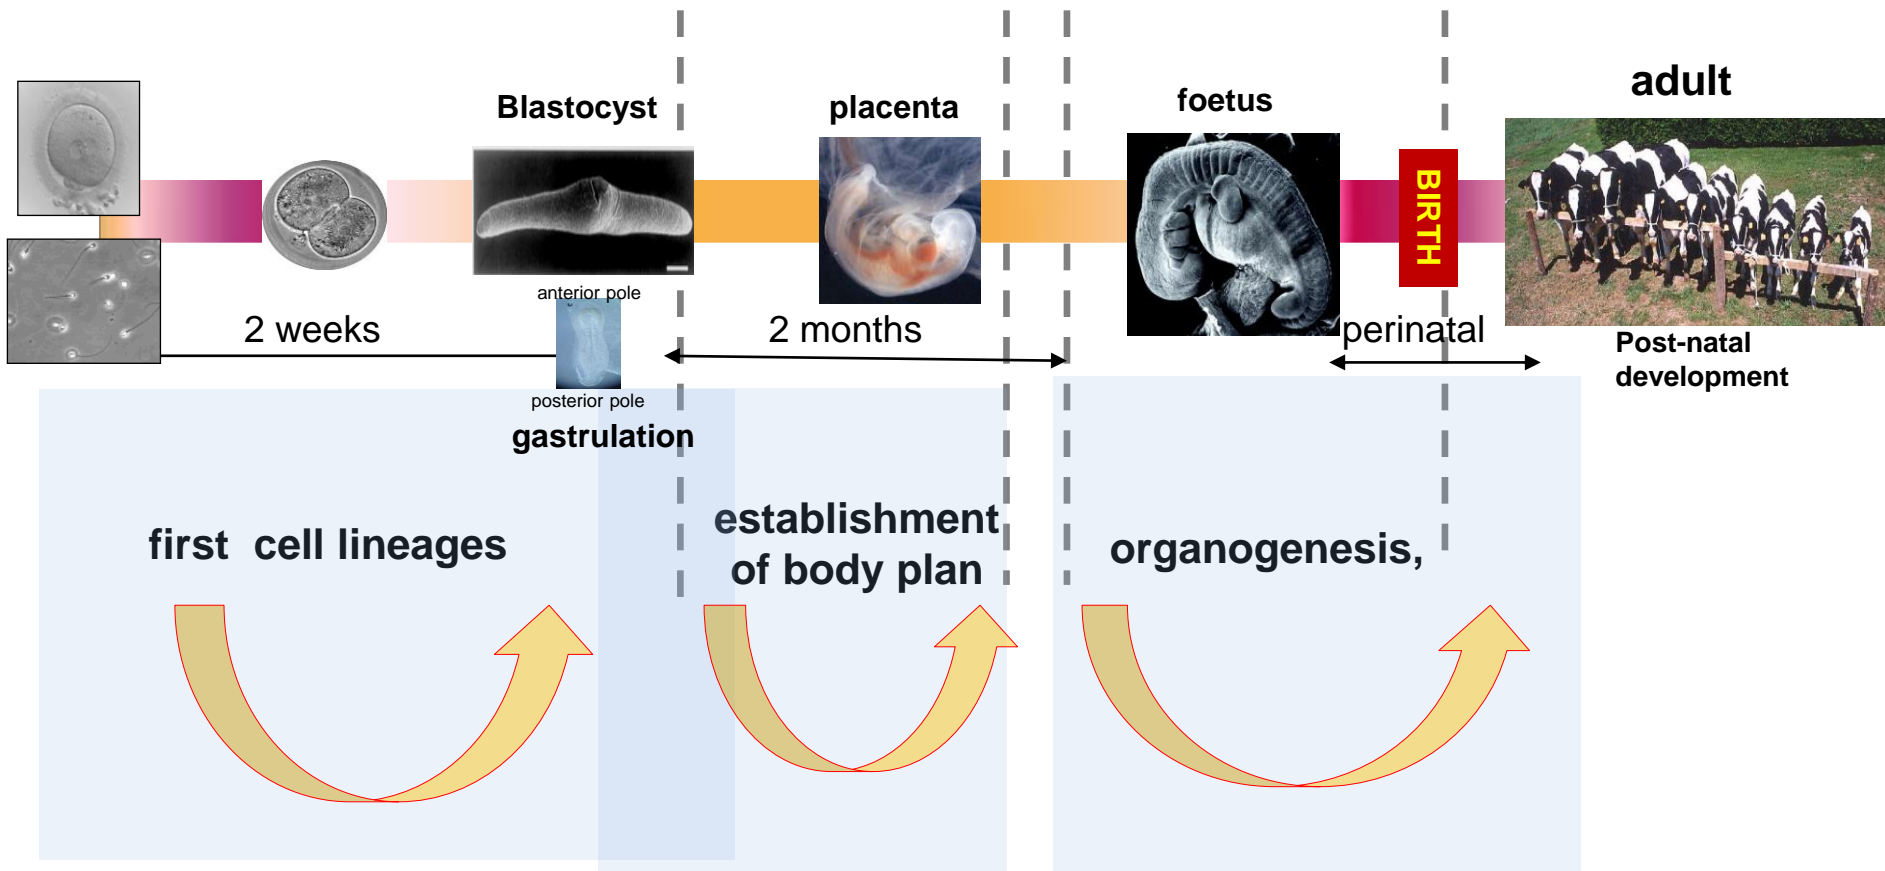 adult
Blastocyst
placenta
foetus
BIRTH
anterior pole
2 weeks
2 months
perinatal
Post-natal
development
posterior pole
gastrulation
first cell lineages
establishment
of body plan
organogenesis,